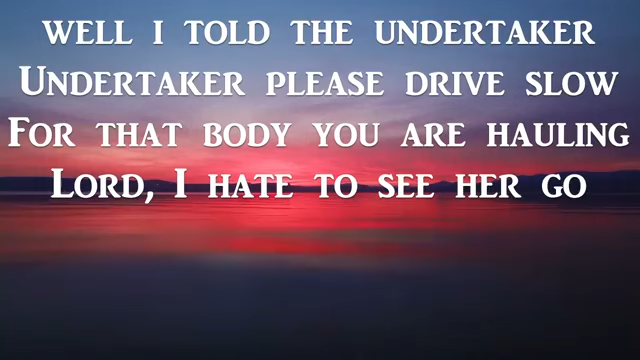 WELL I TOLD THE UNDERTAKER
UNDERTAKER PLEASE DRIVE SLOW
FOR THAT BODY YOU ARE HAULING
LORD, I HATE TO SEE HER GO